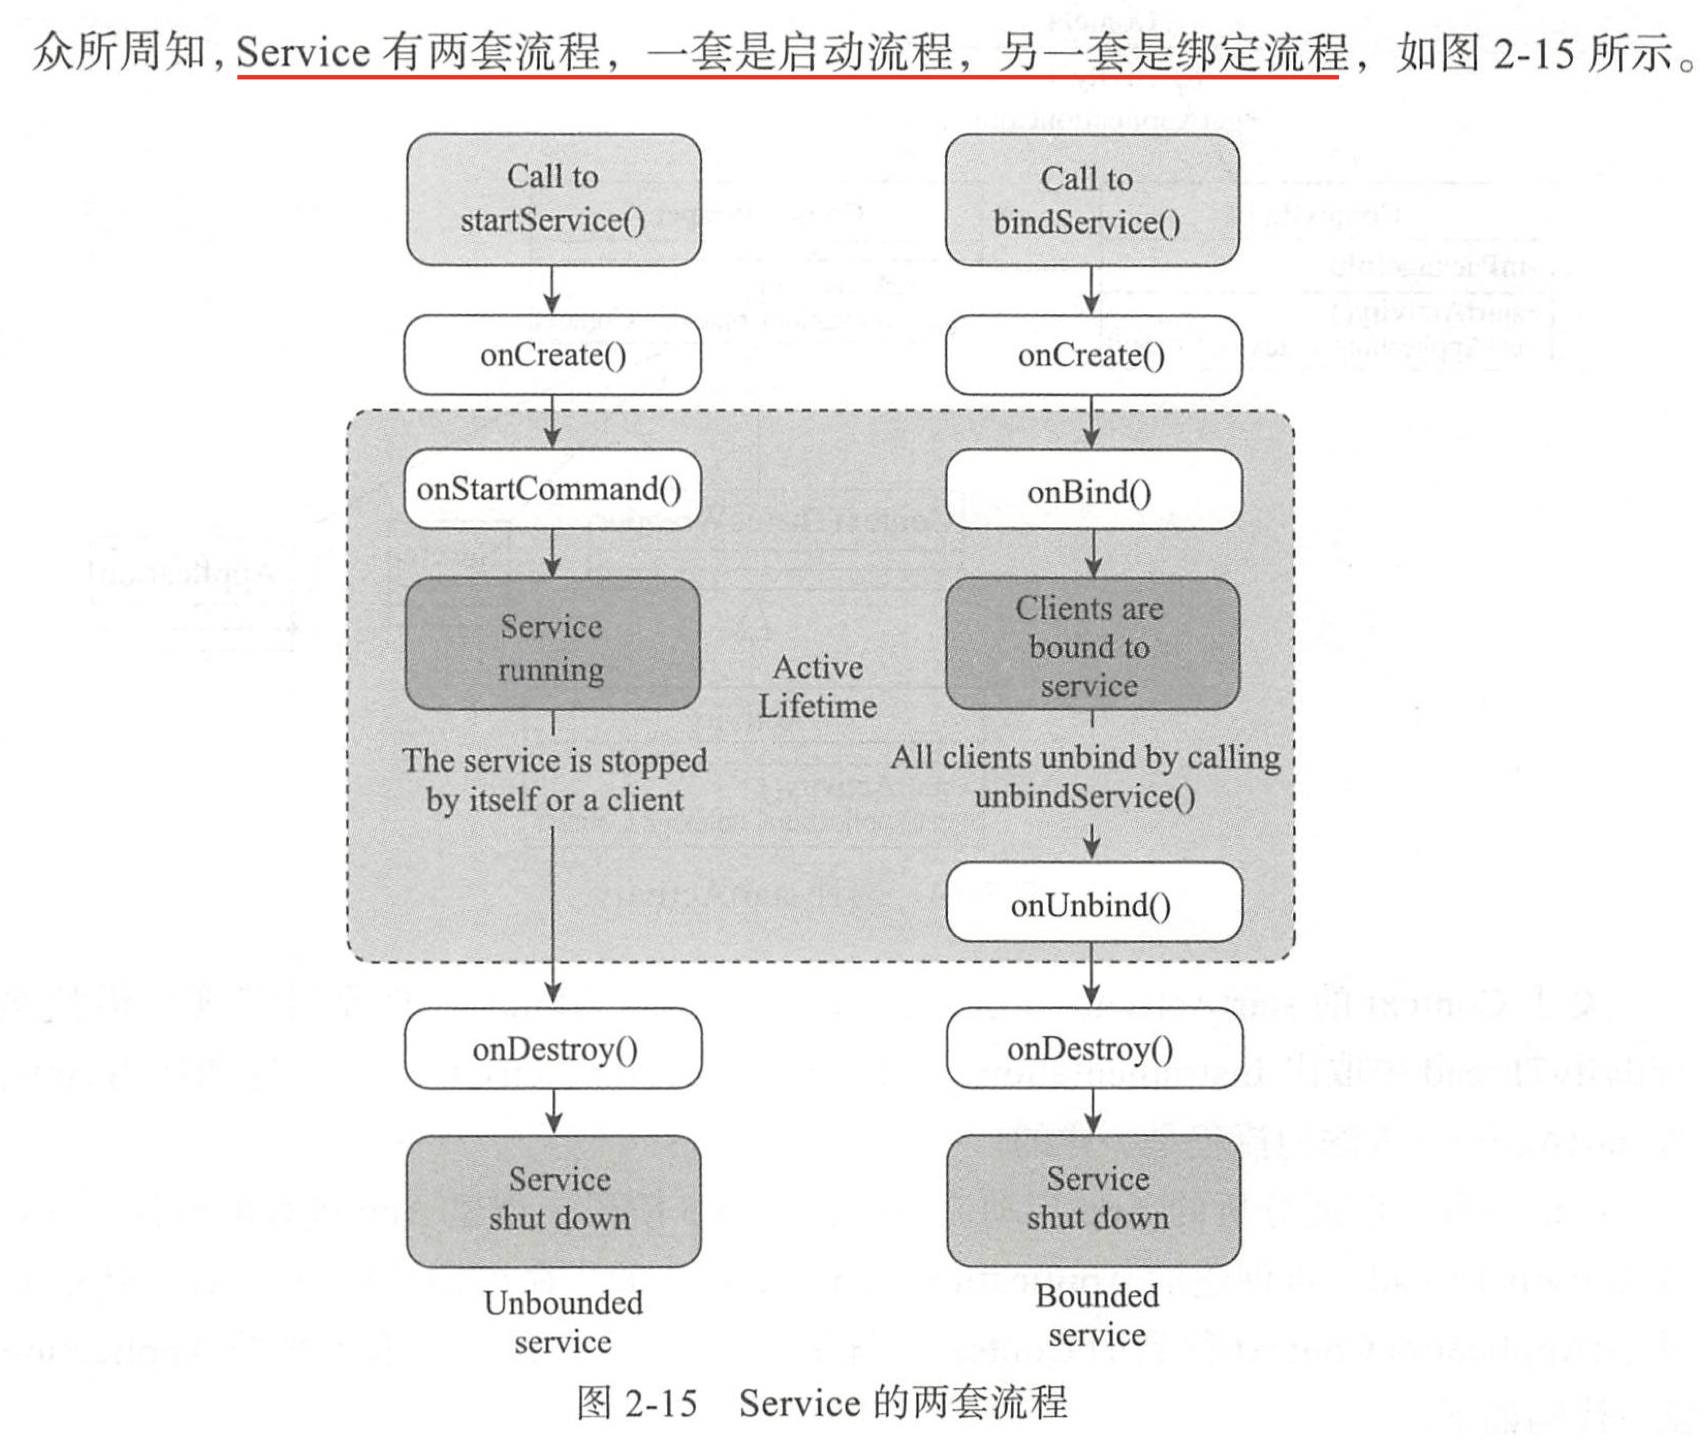 众所周知，Service 有两套流程，一套是启动流程，另一套是绑定流程，如图 2-15 所示。
Call to
startService()
onCreate()
onStartCommand()
Service
running
The service is stopped
by itself or a client
onDestroy()
Service
shut down
Unbounded
service
Active
Lifetime
Call to
bindService()
onCreate()
onBind()
Clients are
bound to
service
All clients unbind by calling
unbindService()
onUnbind()
onDestroy()
Service
shut down
Bounded
service
图 2-15 Service 的两套流程